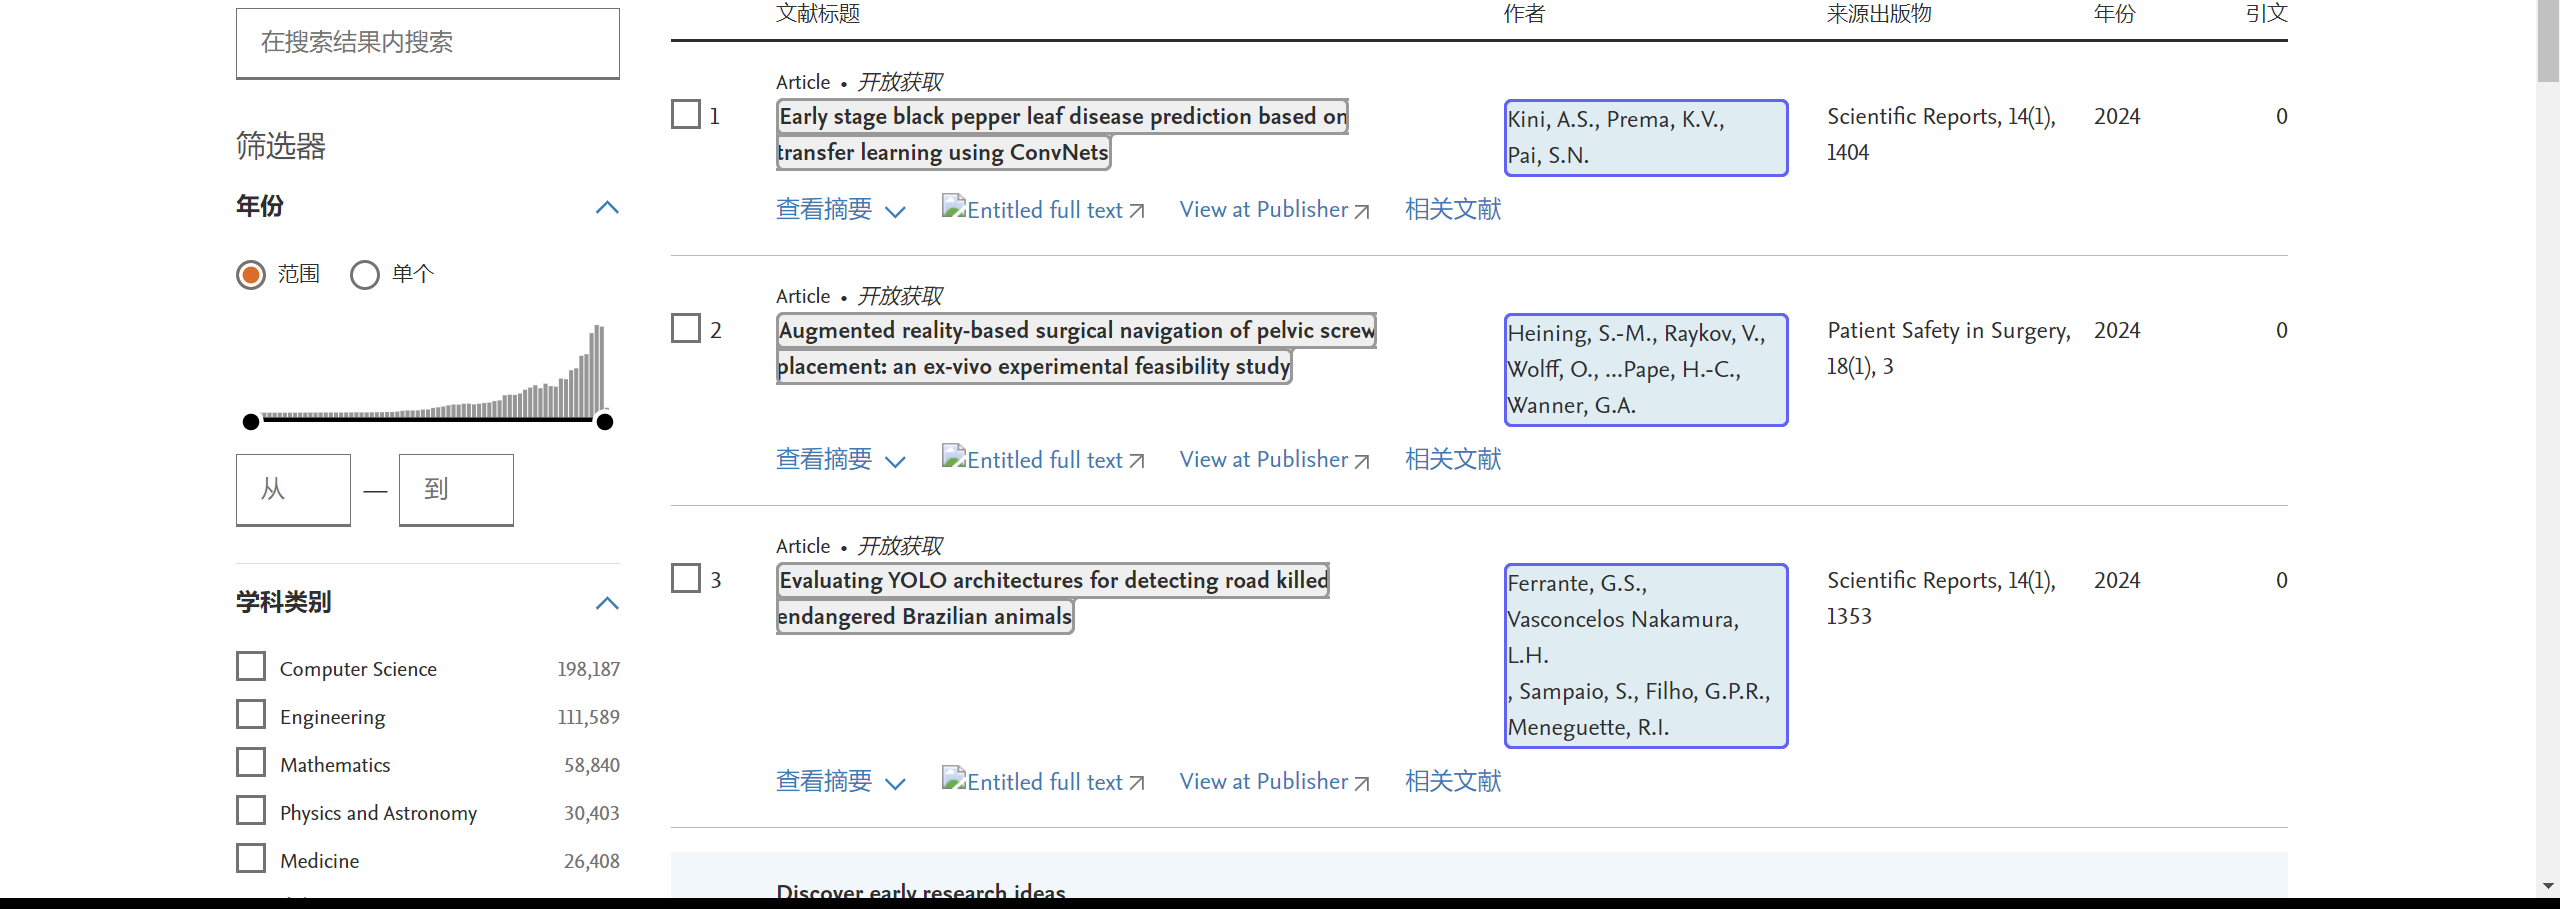 在搜索结果内搜索
筛选器
年份
范围 单个
从 — 到
学科类别
Computer Science 198,187
Engineering 111,589
Mathematics 58,840
Physics and Astronomy 30,403
Medicine 26,408
文献标题 作者 来源出版物 年份 引文
Article • 开放获取
1 Early stage black pepper leaf disease prediction based on
transfer learning using ConvNets
Kini, A.S., Prema, K.V.,
Pai, S.N.
Scientific Reports, 14(1),
1404
2024
0
查看摘要 Entitled full text View at Publisher 相关文献
Article • 开放获取
2 Augmented reality-based surgical navigation of pelvic screw
placement: an ex-vivo experimental feasibility study
Heining, S.-M., Raykov, V.,
Wolff, O., ...Pape, H.-C.,
Wanner, G.A.
Patient Safety in Surgery,
18(1), 3
2024
0
查看摘要 Entitled full text View at Publisher 相关文献
Article • 开放获取
3 Evaluating YOLO architectures for detecting road killed
endangered Brazilian animals
Ferrante, G.S.,
Vasconcelos Nakamura,
L.H.
, Sampaio, S., Filho, G.P.R.,
Meneguette, R.I.
Scientific Reports, 14(1),
1353
2024
0
查看摘要 Entitled full text View at Publisher 相关文献
Discover early research ideas